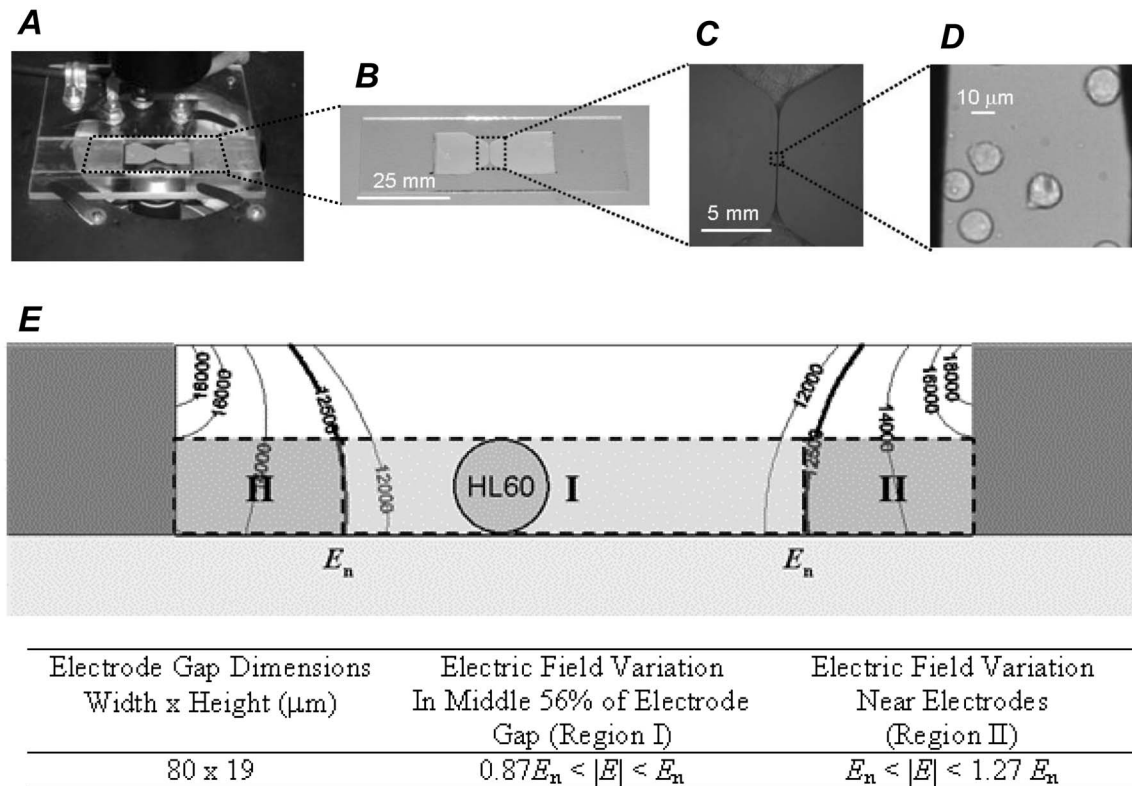 A
B
C
D
25 mm
5 mm
10 μm
E
18000
16000
12500
12000
12000
12500
14000
16000
18000
II
HL60
I
II
En
En
Electrode Gap Dimensions
Width x Height (μm)
Electric Field Variation
In Middle 56% of Electrode
Gap (Region I)
Electric Field Variation
Near Electrodes
(Region II)
80 x 19
0.87En < |E| < En
En < |E| < 1.27 En